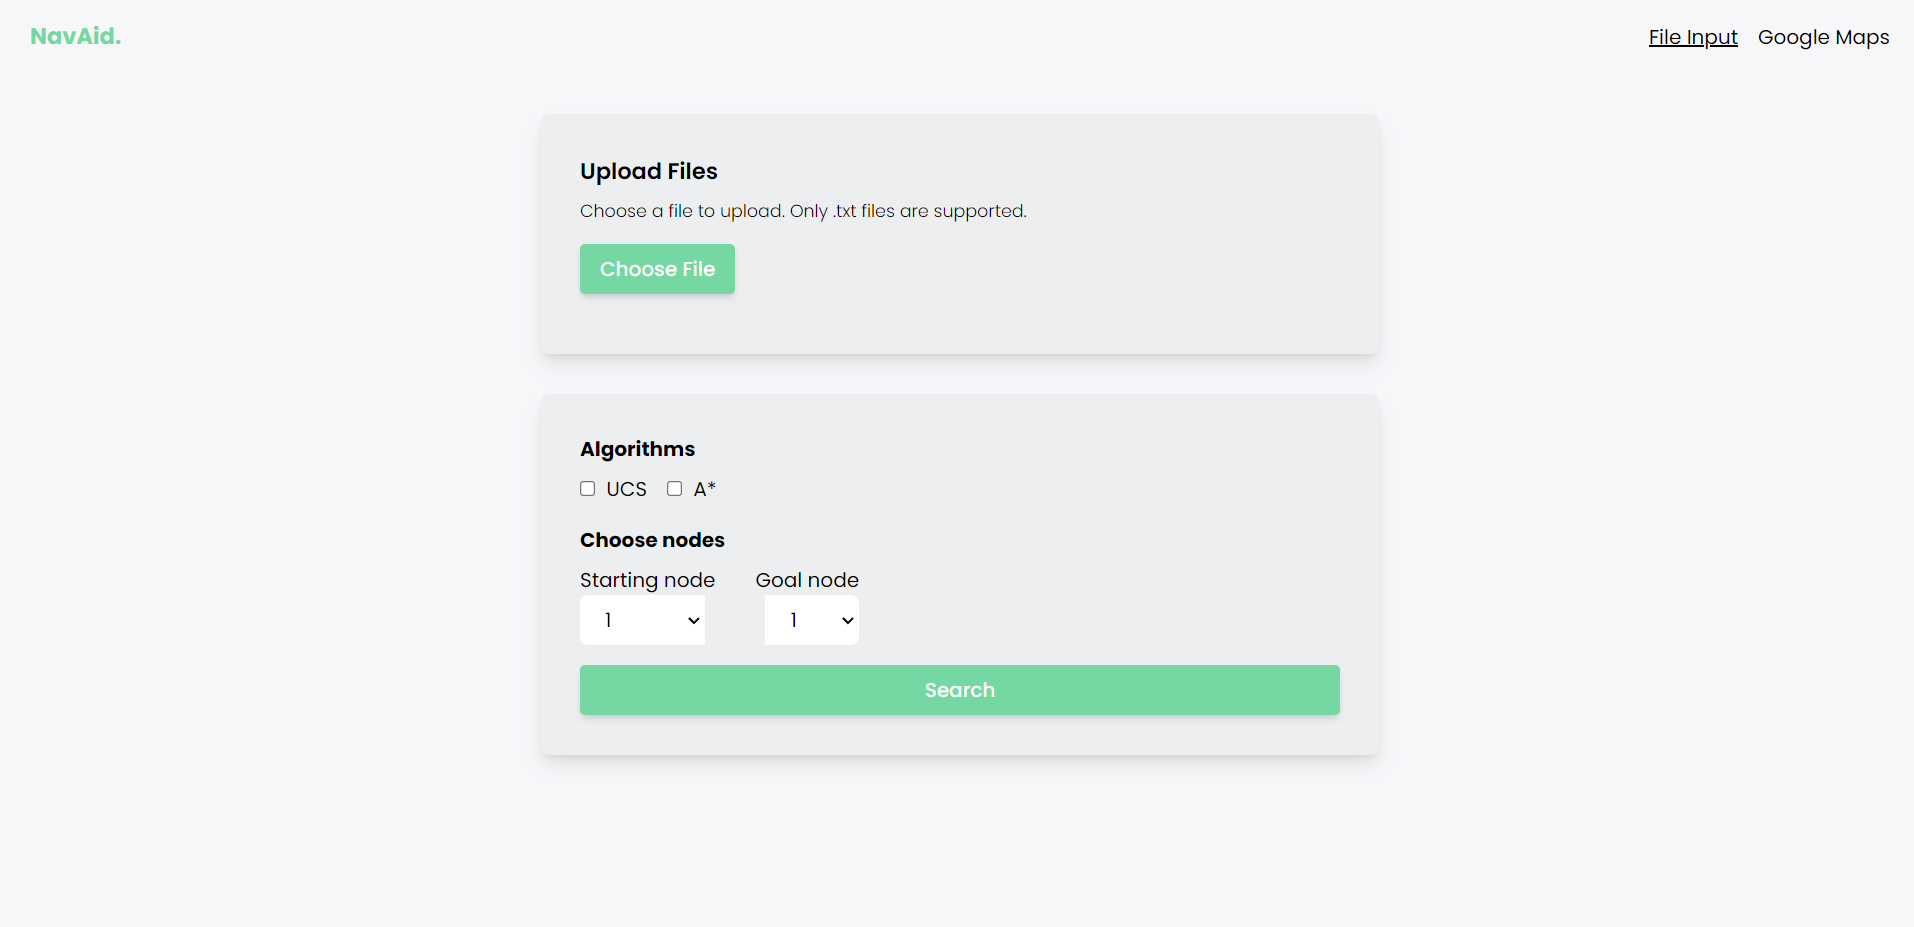 NavAid.
File Input Google Maps
Upload Files
Choose a file to upload. Only .txt files are supported.
Choose File
Algorithms
UCS A*
Choose nodes
Starting node Goal node
1 1
Search